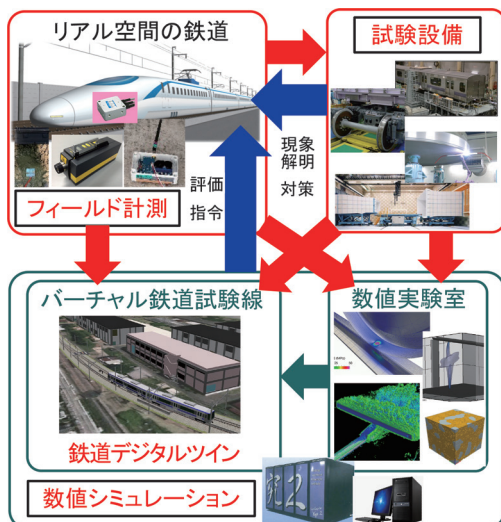 リアル空間の鉄道
試験設備
現象
解明
対策
評価
指令
フィールド計測
バーチャル鉄道試験線
数値実験室
鉄道デジタルツイン
数値シミュレーション